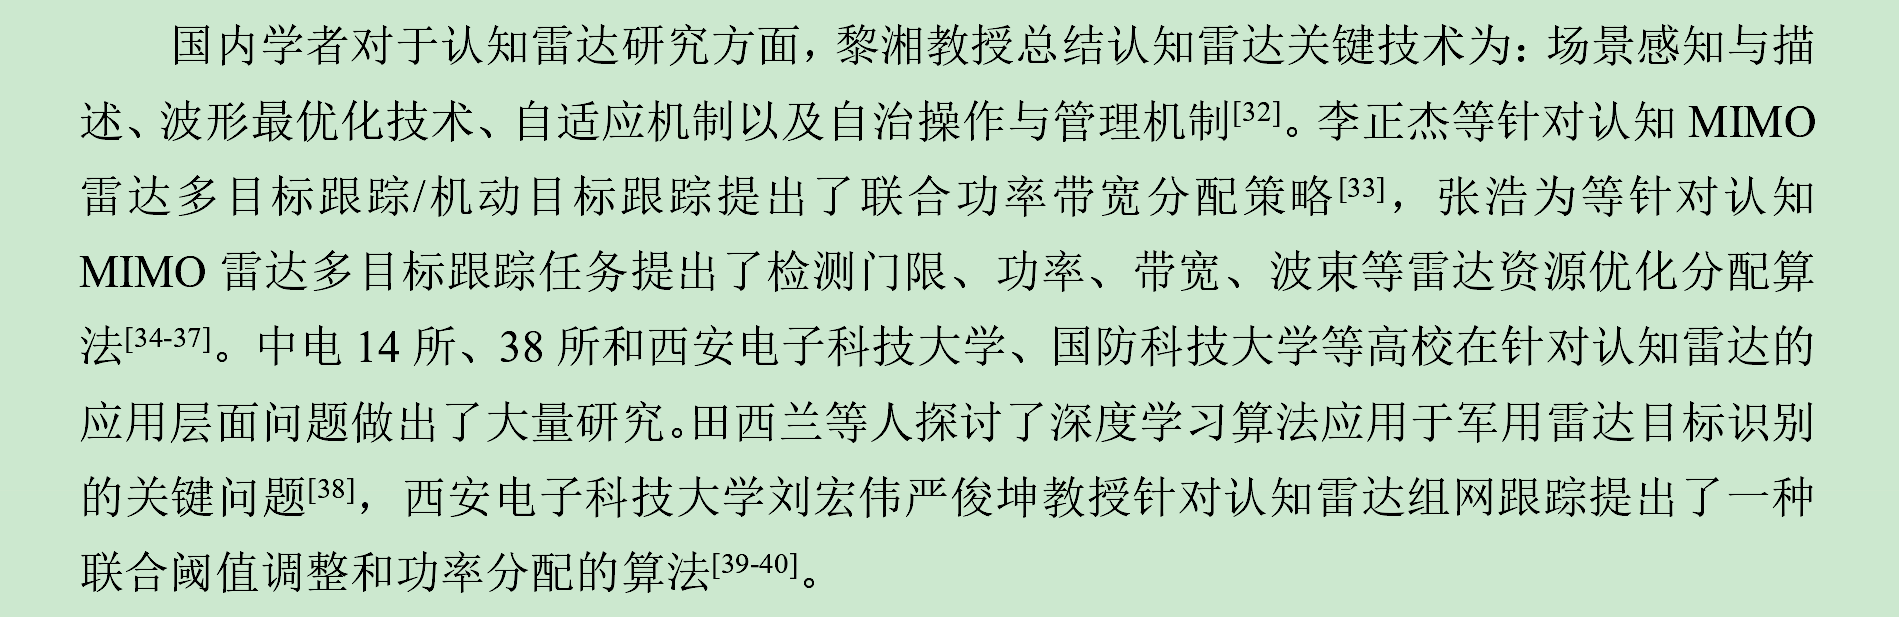 国内学者对于认知雷达研究方面，黎湘教授总结认知雷达关键技术为：场景感知与描
述、波形最优化技术、自适应机制以及自治操作与管理机制[32]。李正杰等针对认知 MIMO
雷达多目标跟踪/机动目标跟踪提出了联合功率带宽分配策略[33]，张浩为等针对认知
MIMO 雷达多目标跟踪任务提出了检测门限、功率、带宽、波束等雷达资源优化分配算
法[34-37]。中电 14 所、38 所和西安电子科技大学、国防科技大学等高校在针对认知雷达的
应用层面问题做出了大量研究。田西兰等人探讨了深度学习算法应用于军用雷达目标识别
的关键问题[38]，西安电子科技大学刘宏伟严俊坤教授针对认知雷达组网跟踪提出了一种
联合阈值调整和功率分配的算法[39-40]。